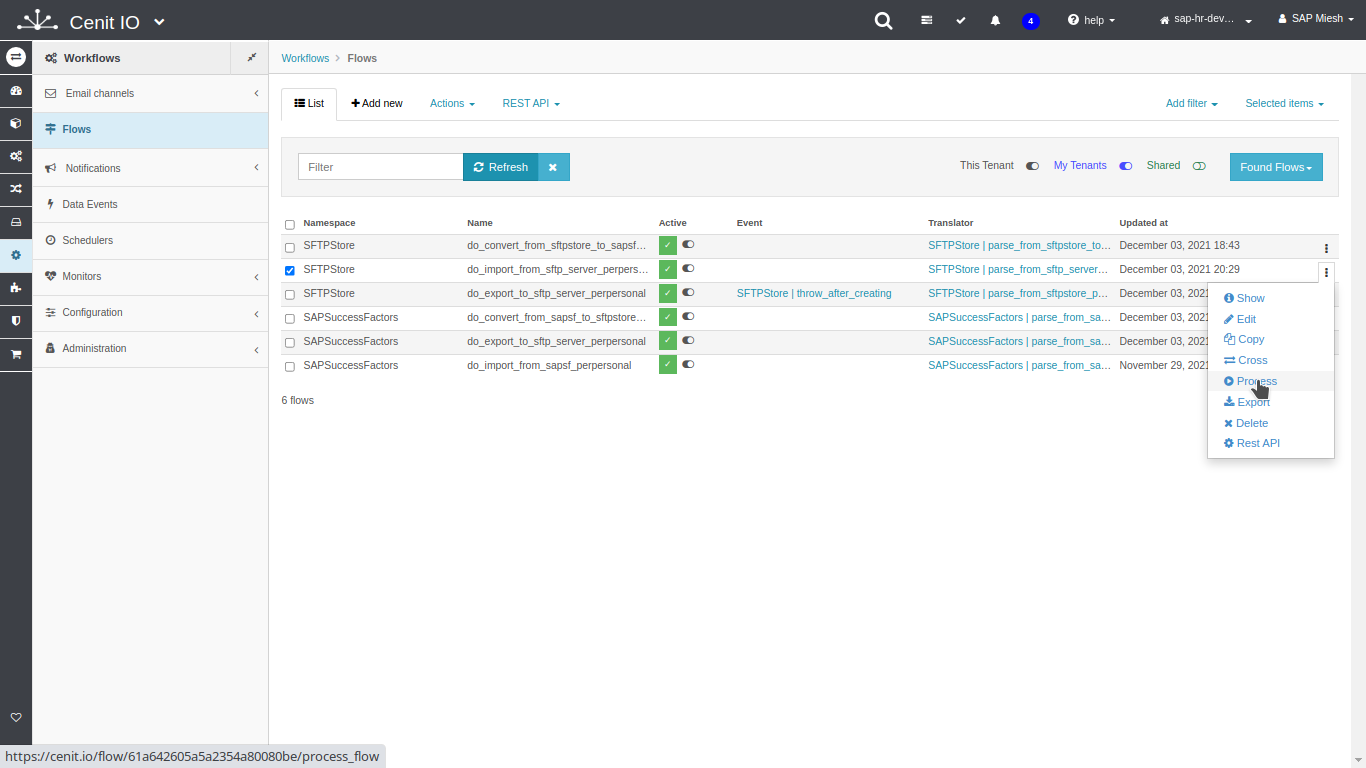 Cenit IO
4
help
sap-hr-dev...
SAP Miesh
Workflows
Email channels
Flows
Notifications
Data Events
Schedulers
Monitors
Configuration
Administration
Workflows > Flows
List
Add new
Actions
REST API
Add filter
Selected items
Filter
Refresh
This Tenant
My Tenants
Shared
Found Flows
Namespace Name Active Event Translator Updated at
SFTPStore do_convert_from_sftpstore_to_sapsf... SFTPStore | parse_from_sftpstore_to... December 03, 2021 18:43
SFTPStore do_import_from_sftp_server_perpers... SFTPStore | parse_from_sftp_server... December 03, 2021 20:29
SFTPStore do_export_to_sftp_server_perpersonal SFTPStore | throw_after_creating SFTPStore | parse_from_sftpstore_p... December 03, 2021
SAPSuccessFactors do_convert_from_sapsf_to_sftpstore... SAPSuccessFactors | parse_from_sa... December 03, 2021
SAPSuccessFactors do_export_to_sftp_server_perpersonal SAPSuccessFactors | parse_from_sa... December 03, 2021
SAPSuccessFactors do_import_from_sapsf_perpersonal SAPSuccessFactors | parse_from_sa... November 29, 2021
6 flows
Show
Edit
Copy
Cross
Process
Export
Delete
Rest API
https://cenit.io/flow/61a642605a5a2354a80080be/process_flow